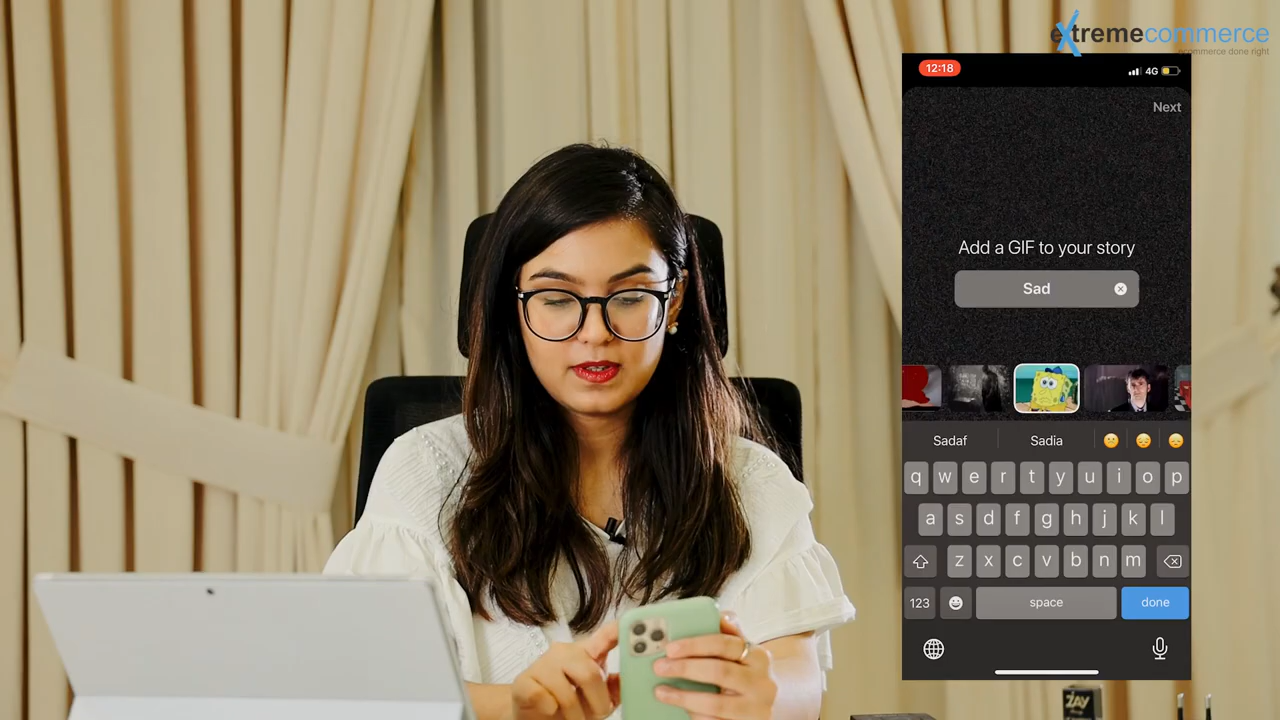 extremecommerce
ecommerce done right
12:18
4G
Next
Add a GIF to your story
Sad
Sadaf
Sadia
q w e r t y u i o p
a s d f g h j k l
z x c v b n m
123
space
done
ZAY